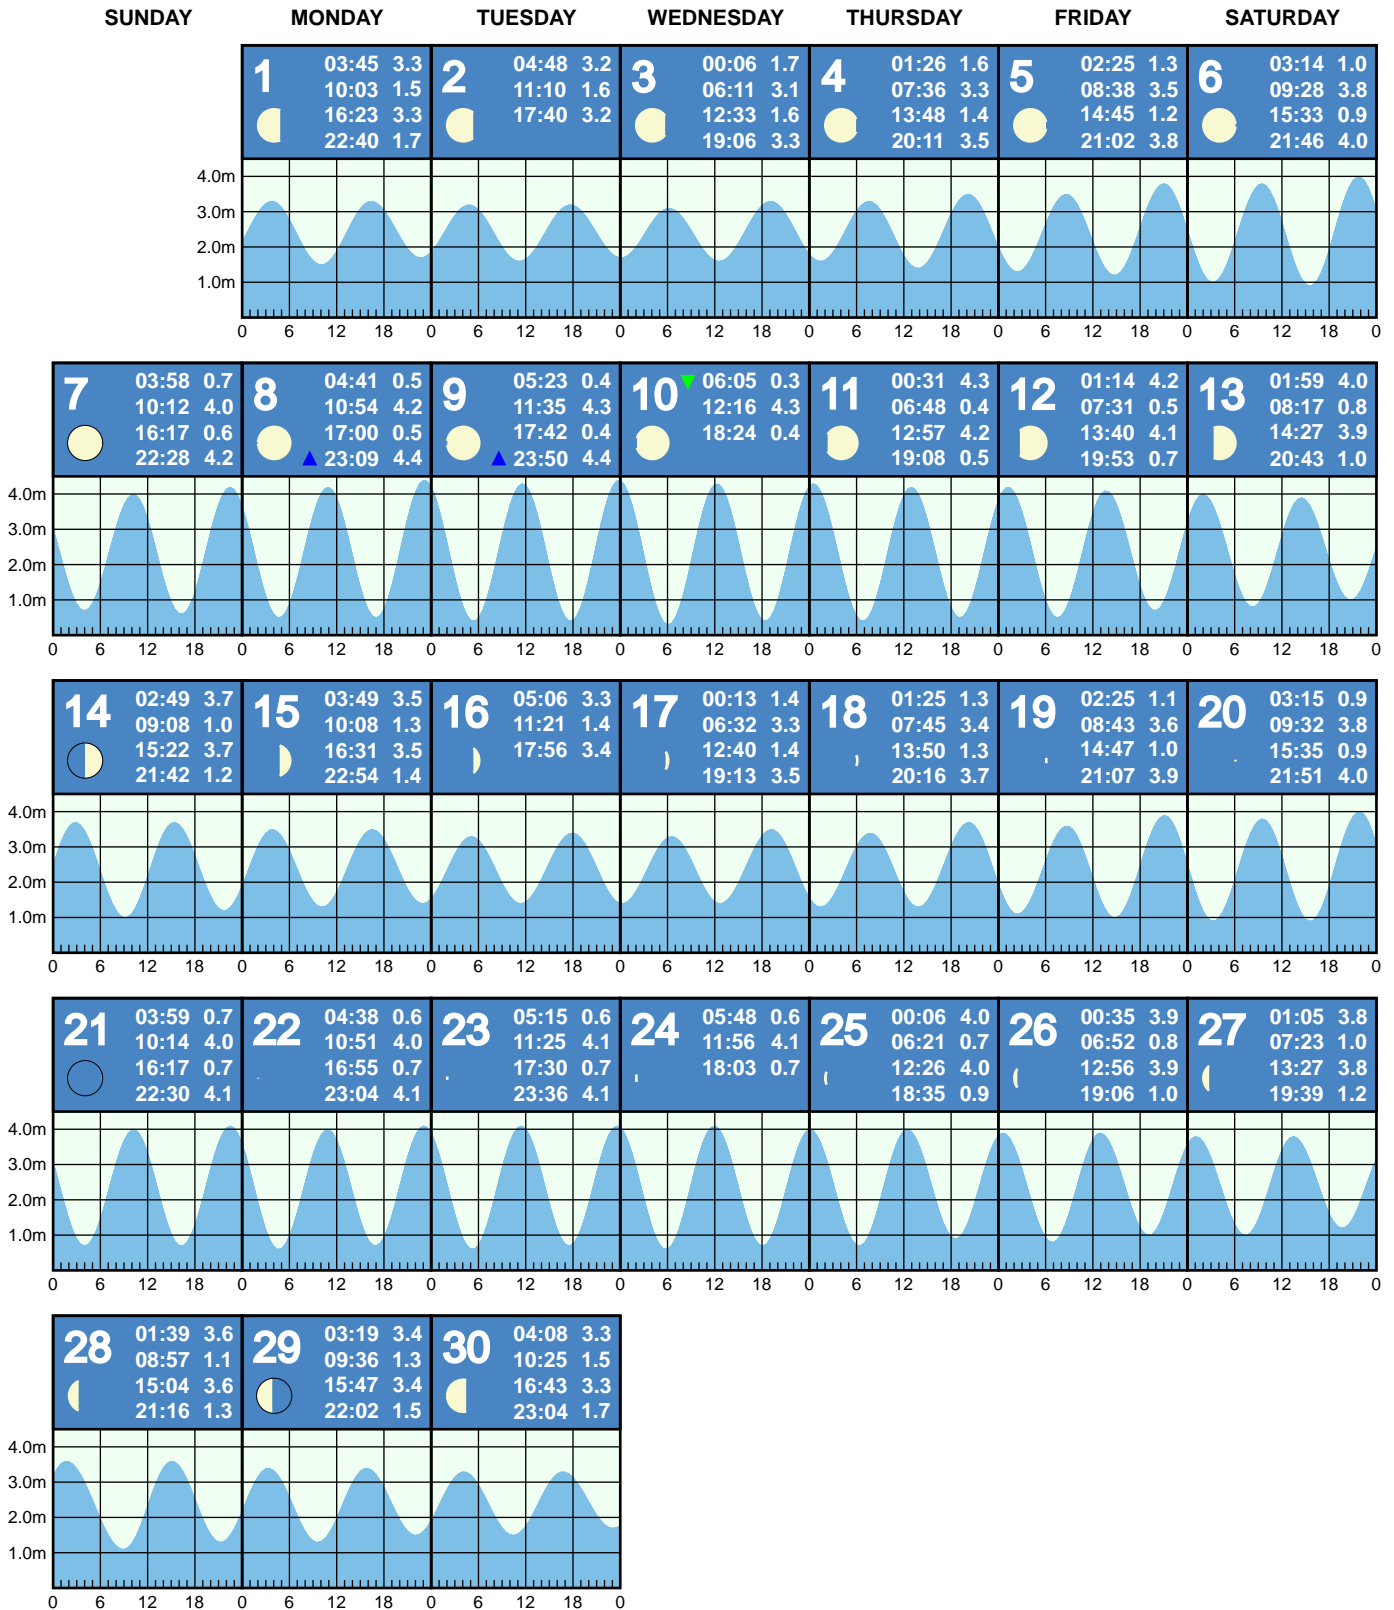 SUNDAY MONDAY TUESDAY WEDNESDAY THURSDAY FRIDAY SATURDAY
1 03:45 3.3
10:03 1.5
16:23 3.3
22:40 1.7
2 04:48 3.2
11:10 1.6
17:40 3.2
3 00:06 1.7
06:11 3.1
12:33 1.6
19:06 3.3
4 01:26 1.6
07:36 3.3
13:48 1.4
20:11 3.5
5 02:25 1.3
08:38 3.5
14:45 1.2
21:02 3.8
6 03:14 1.0
09:28 3.8
15:33 0.9
21:46 4.0
4.0m
3.0m
2.0m
1.0m
0 6 12 18 0 6 12 18 0 6 12 18 0 6 12 18 0 6 12 18 0 6 12 18 0
7 03:58 0.7
10:12 4.0
16:17 0.6
22:28 4.2
8 04:41 0.5
10:54 4.2
17:00 0.5
23:09 4.4
9 05:23 0.4
11:35 4.3
17:42 0.4
23:50 4.4
10 06:05 0.3
12:16 4.3
18:24 0.4
11 00:31 4.3
06:48 0.4
12:57 4.2
19:08 0.5
12 01:14 4.2
07:31 0.5
13:40 4.1
19:53 0.7
13 01:59 4.0
08:17 0.8
14:27 3.9
20:43 1.0
4.0m
3.0m
2.0m
1.0m
0 6 12 18 0 6 12 18 0 6 12 18 0 6 12 18 0 6 12 18 0 6 12 18 0 6 12 18 0
14 02:49 3.7
09:08 1.0
15:22 3.7
21:42 1.2
15 03:49 3.5
10:08 1.3
16:31 3.5
22:54 1.4
16 05:06 3.3
11:21 1.4
17:56 3.4
17 00:13 1.4
06:32 3.3
12:40 1.4
19:13 3.5
18 01:25 1.3
07:45 3.4
13:50 1.3
20:16 3.7
19 02:25 1.1
08:43 3.6
14:47 1.0
21:07 3.9
20 03:15 0.9
09:32 3.8
15:35 0.9
21:51 4.0
4.0m
3.0m
2.0m
1.0m
0 6 12 18 0 6 12 18 0 6 12 18 0 6 12 18 0 6 12 18 0 6 12 18 0 6 12 18 0
21 03:59 0.7
10:14 4.0
16:17 0.7
22:30 4.1
22 04:38 0.6
10:51 4.0
16:55 0.7
23:04 4.1
23 05:15 0.6
11:25 4.1
17:30 0.7
23:36 4.1
24 05:48 0.6
11:56 4.1
18:03 0.7
25 00:06 4.0
06:21 0.7
12:26 4.0
18:35 0.9
26 00:35 3.9
06:52 0.8
12:56 3.9
19:06 1.0
27 01:05 3.8
07:23 1.0
13:27 3.8
19:39 1.2
4.0m
3.0m
2.0m
1.0m
0 6 12 18 0 6 12 18 0 6 12 18 0 6 12 18 0 6 12 18 0 6 12 18 0 6 12 18 0
28 01:39 3.6
08:57 1.1
15:04 3.6
21:16 1.3
29 03:19 3.4
09:36 1.3
15:47 3.4
22:02 1.5
30 04:08 3.3
10:25 1.5
16:43 3.3
23:04 1.7
4.0m
3.0m
2.0m
1.0m
0 6 12 18 0 6 12 18 0 6 12 18 0